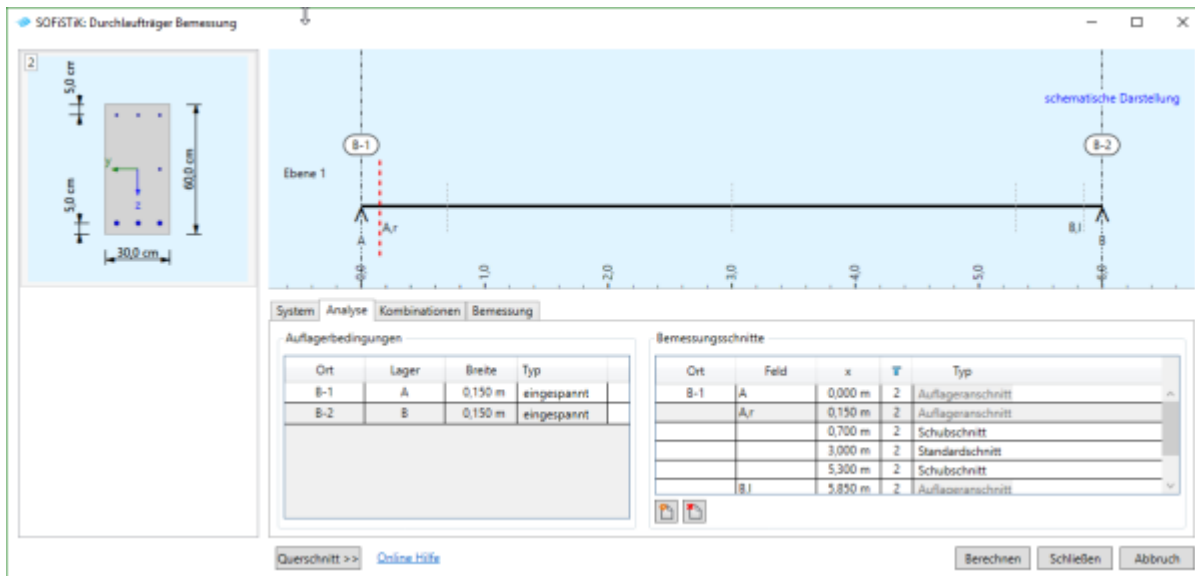 SOFiSTiK: Durchlaufträger Bemessung
2
5,0 cm
60,0 cm
y
z
5,0 cm
30,0 cm
schematische Darstellung
B-1
B-2
Ebene 1
A,r
B,l
A
B
0,0
1,0
2,0
3,0
4,0
5,0
6,0
System Analyse Kombinationen Bemessung
Auflagerbedingungen
Ort Lager Breite Typ
B-1 A 0,150 m eingespannt
B-2 B 0,150 m eingespannt
Bemessungsschnitte
Ort Feld x Typ
B-1 A 0,000 m 2 Auflageranschnitt
A,r 0,150 m 2 Auflageranschnitt
0,700 m 2 Schubschnitt
3,000 m 2 Standardschnitt
5,300 m 2 Schubschnitt
B,l 5,850 m 2 Auflageranschnitt
Querschnitt >> Online Hilfe Berechnen Schließen Abbruch